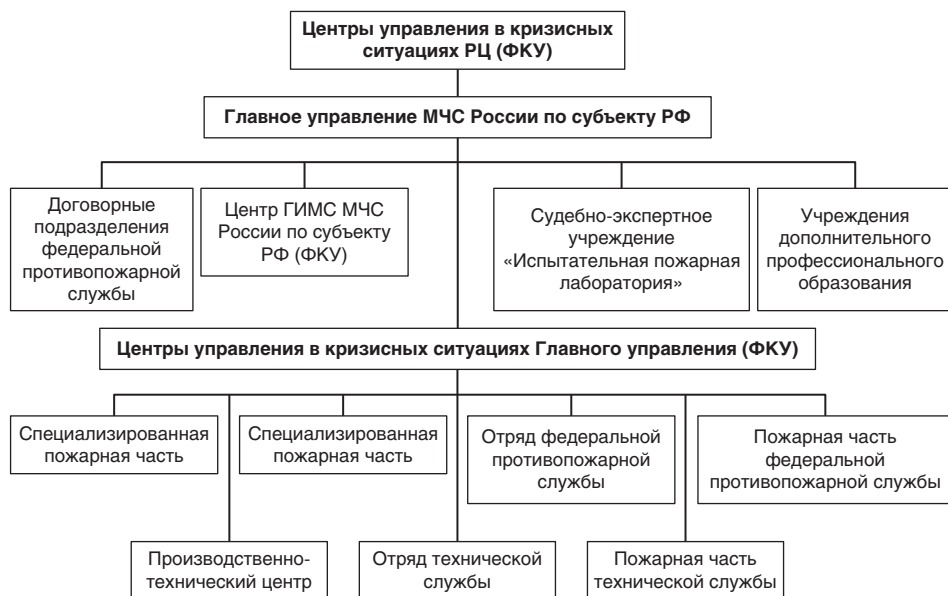 Центры управления в кризисных
ситуациях РЦ (ФКУ)
Главное управление МЧС России по субъекту РФ
Договорные
подразделения
федеральной
противопожарной
службы
Центр ГИМС МЧС
России по субъекту
РФ (ФКУ)
Судебно-экспертное
учреждение
«Испытательная пожарная
лаборатория»
Учреждения
дополнительного
профессионального
образования
Центры управления в кризисных ситуациях Главного управления (ФКУ)
Специализированная
пожарная часть
Специализированная
пожарная часть
Отряд федеральной
противопожарной
службы
Пожарная часть
федеральной
противопожарной службы
Производственно-
технический центр
Отряд технической
службы
Пожарная часть
технической службы